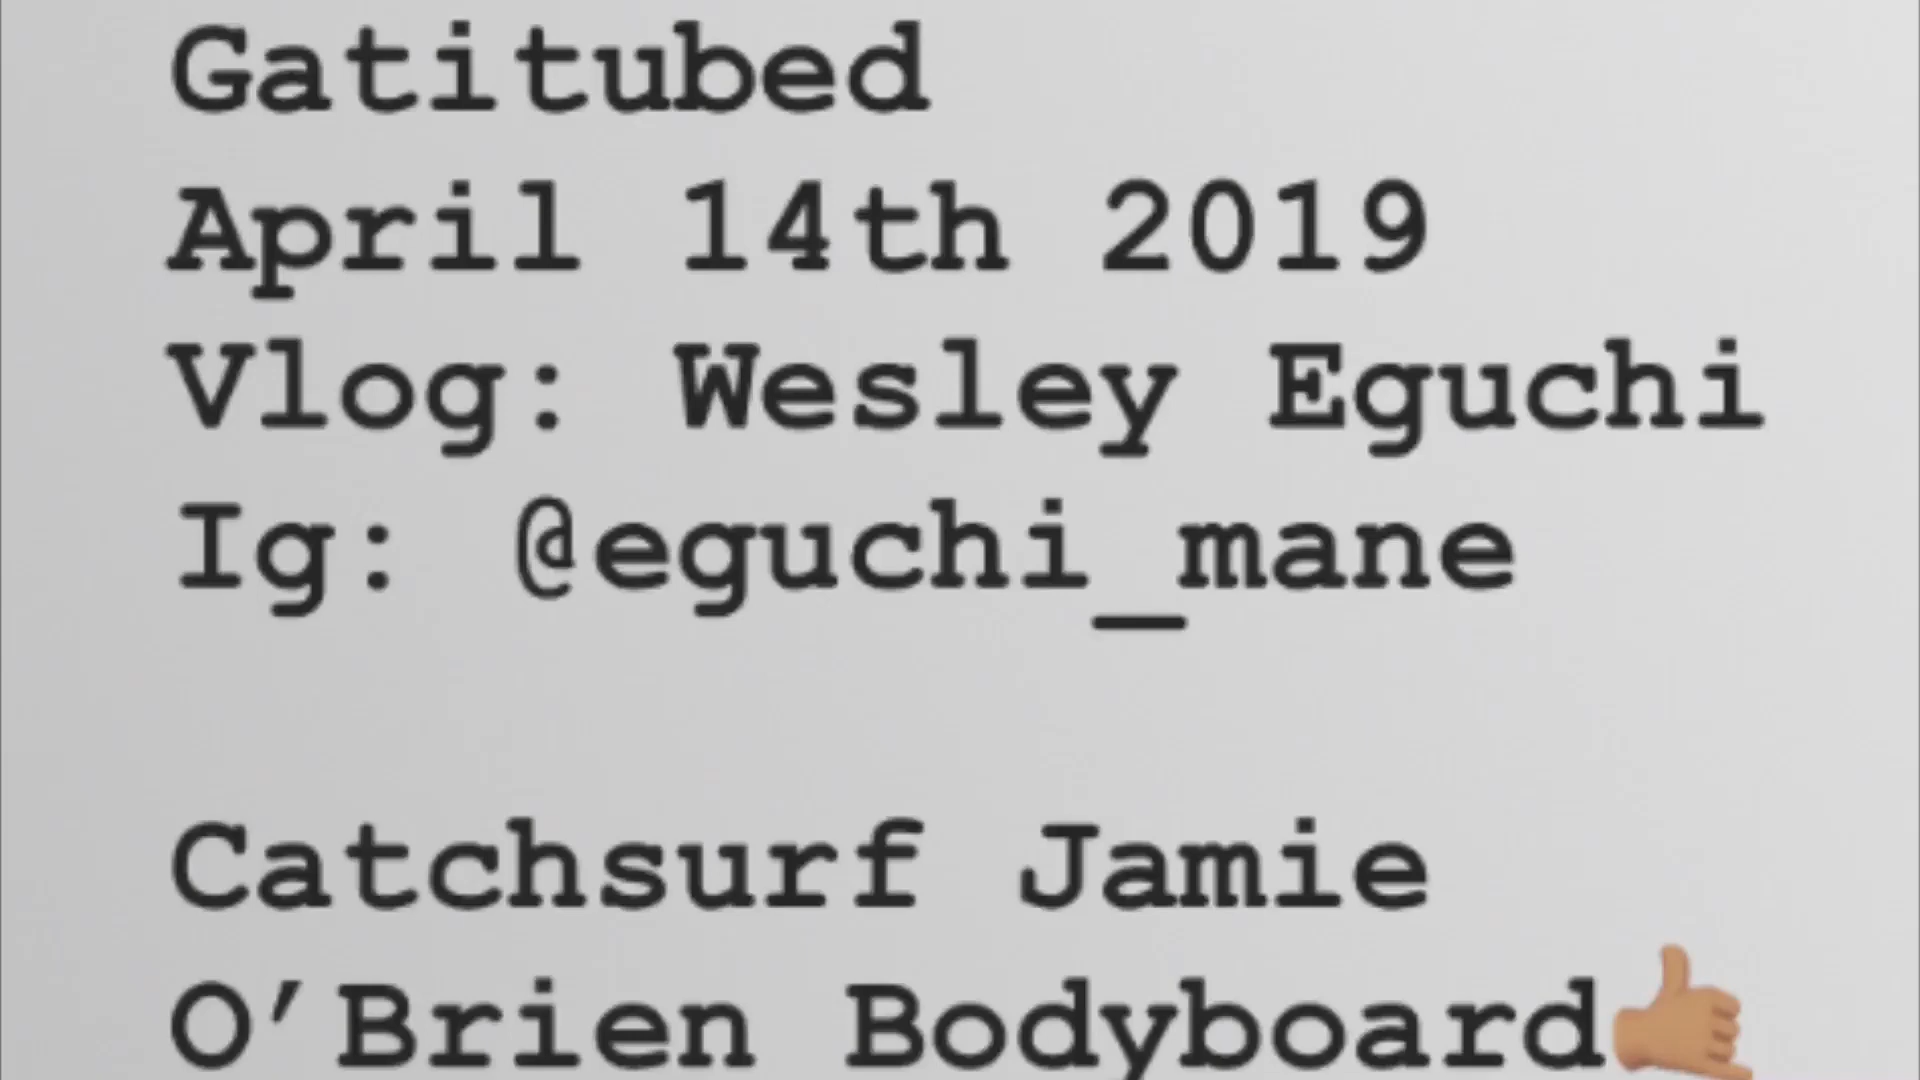 Gatitubed
April 14th 2019
Vlog: Wesley Eguchi
Ig: @eguchi_mane
Catchsurf Jamie
O’Brien Bodyboard🤙🏽